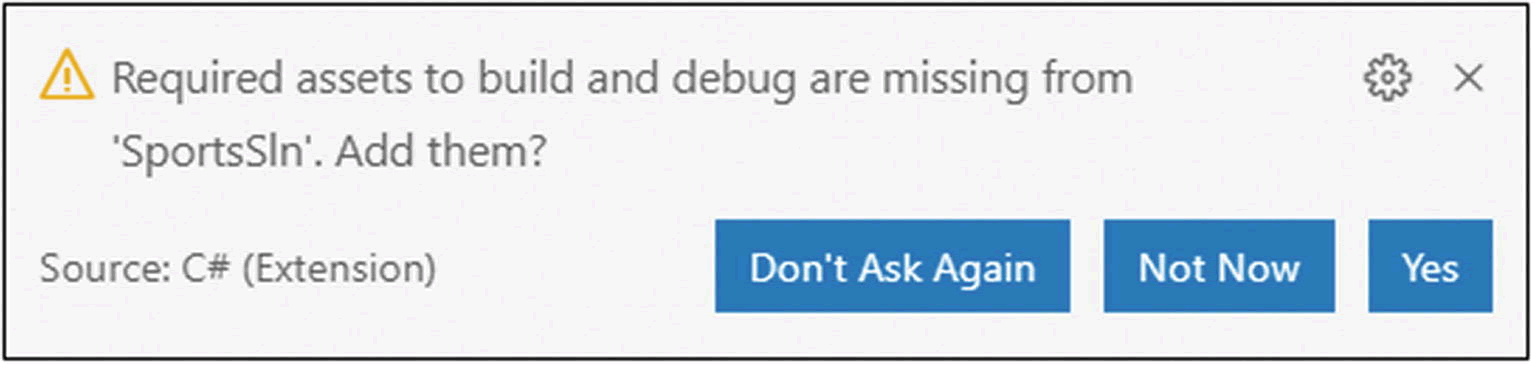 Required assets to build and debug are missing from
'SportsSln'. Add them?
Source: C# (Extension)
Don't Ask Again
Not Now
Yes